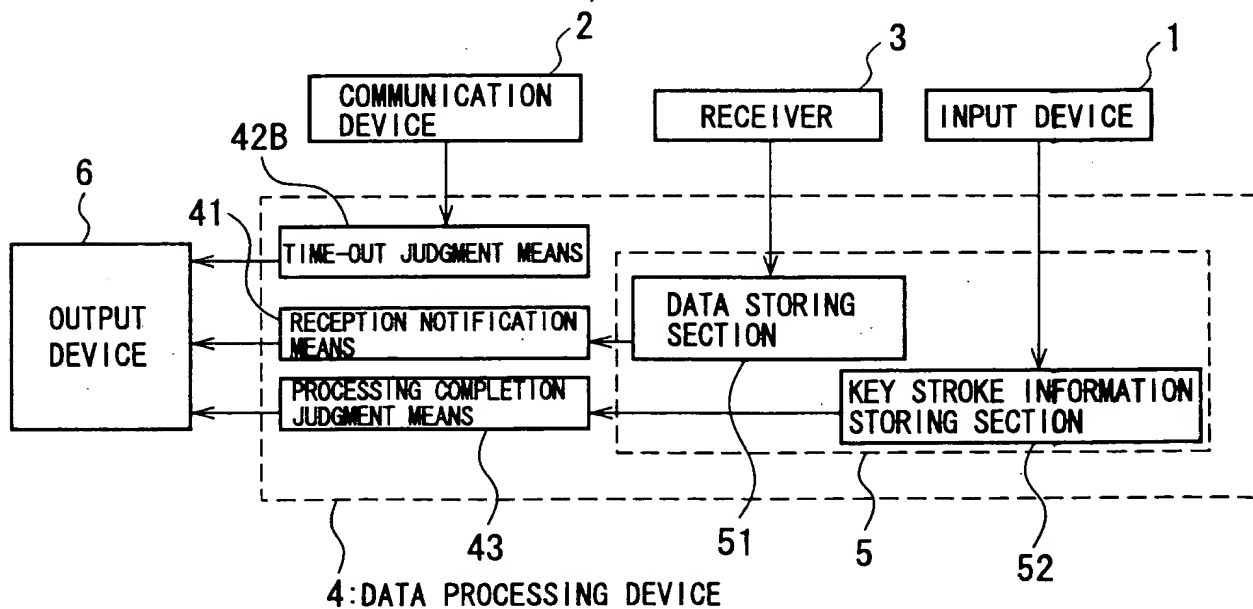 2
3
1
COMMUNICATION
DEVICE
RECEIVER
INPUT DEVICE
42B
6
41
TIME-OUT JUDGMENT MEANS
OUTPUT
DEVICE
RECEPTION NOTIFICATION
MEANS
DATA STORING
SECTION
PROCESSING COMPLETION
JUDGMENT MEANS
KEY STROKE INFORMATION
STORING SECTION
43
51
5
52
4:DATA PROCESSING DEVICE